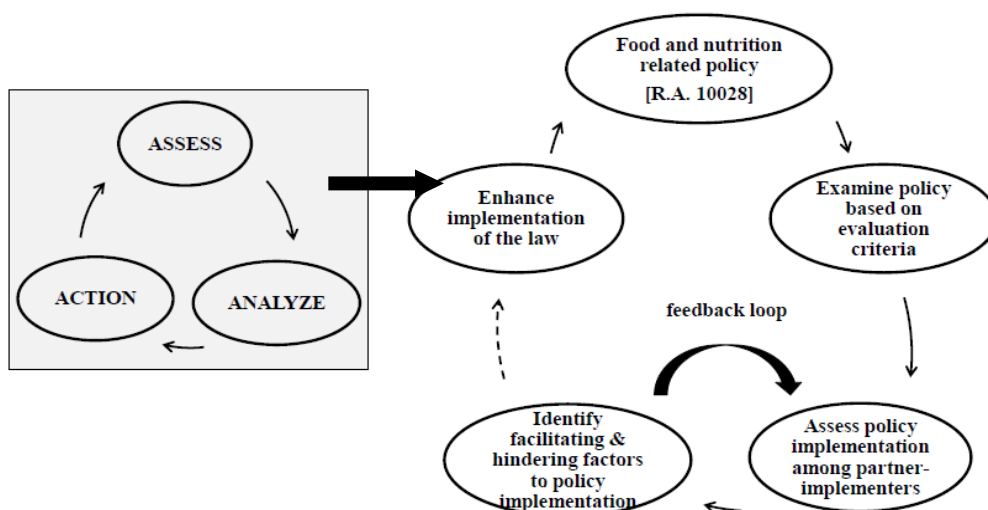 ASSESS
ANALYZE
ACTION
Food and nutrition
related policy
[R.A. 10028]
Examine policy
based on
evaluation
criteria
Assess policy
implementation
among partner-
implementers
Identify
facilitating &
hindering factors
to policy
implementation
Enhance
implementation
of the law
feedback loop